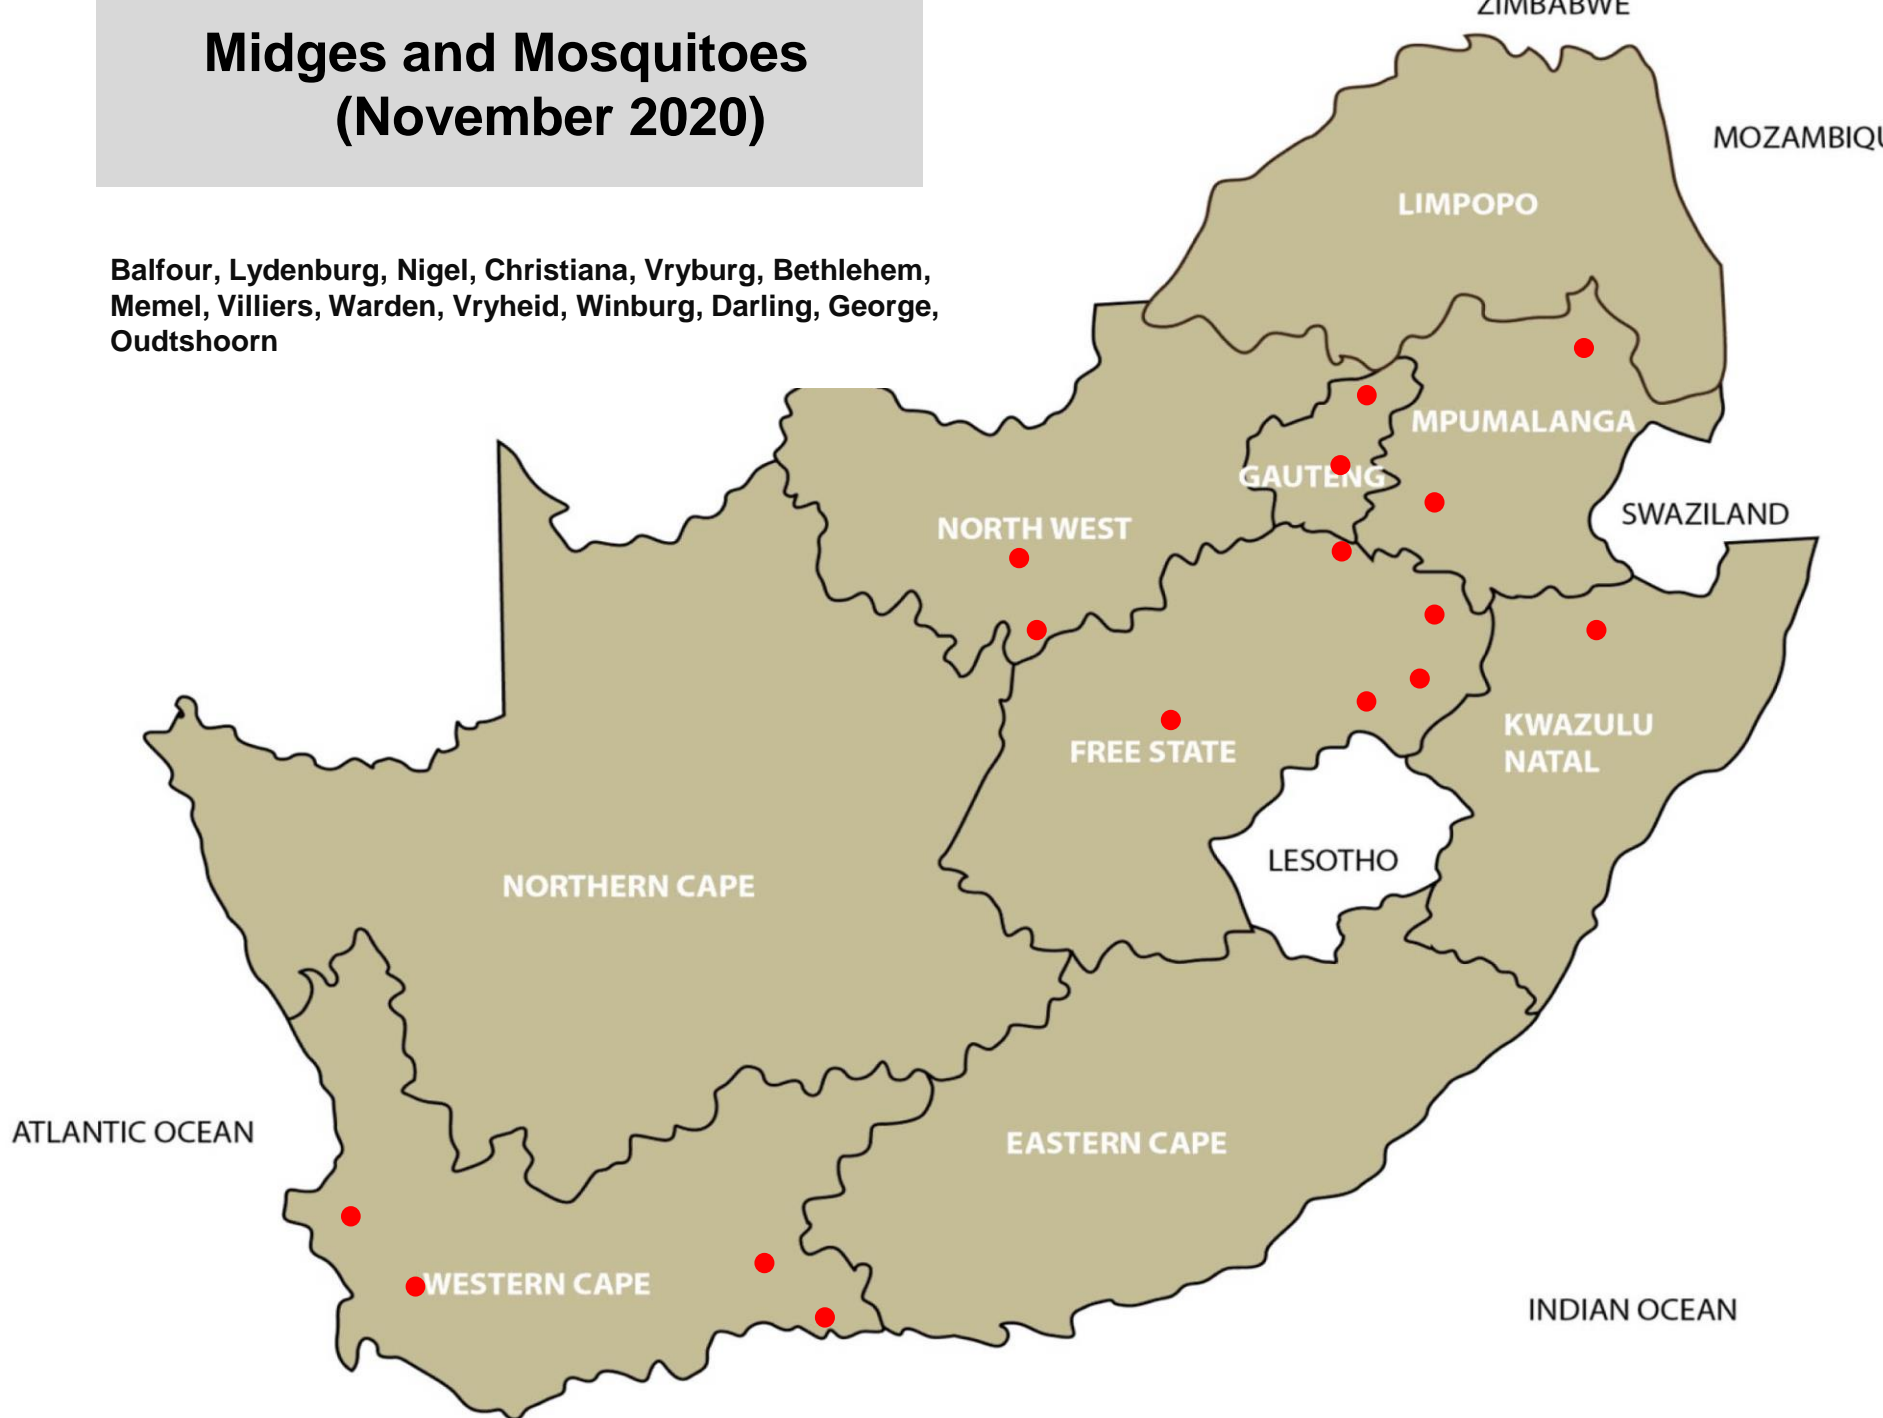 Midges and Mosquitoes
(November 2020)
ZIMBABWE
MOZAMBIQU
LIMPOPO
Balfour, Lydenburg, Nigel, Christiana, Vryburg, Bethlehem,
Memel, Villiers, Warden, Vryheid, Winburg, Darling, George,
Oudtshoorn
MPUMALANGA
GAUTENG
SWAZILAND
NORTH WEST
KWAZULU
NATAL
FREE STATE
LESOTHO
NORTHERN CAPE
ATLANTIC OCEAN
EASTERN CAPE
WESTERN CAPE
INDIAN OCEAN